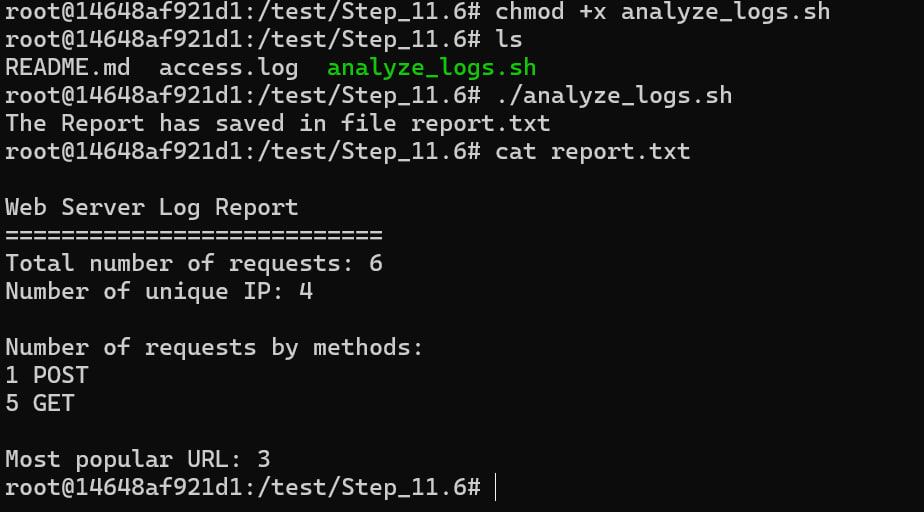 root@14648af921d1:/test/Step_11.6# chmod +x analyze_logs.sh
root@14648af921d1:/test/Step_11.6# ls
README.md  access.log  analyze_logs.sh
root@14648af921d1:/test/Step_11.6# ./analyze_logs.sh
The Report has saved in file report.txt
root@14648af921d1:/test/Step_11.6# cat report.txt

Web Server Log Report
===========================
Total number of requests: 6
Number of unique IP: 4

Number of requests by methods:
1 POST
5 GET

Most popular URL: 3
root@14648af921d1:/test/Step_11.6#